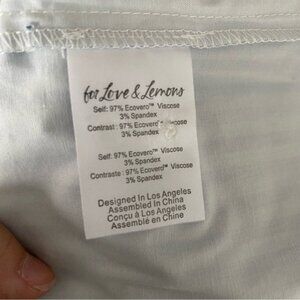 for Love & Lemons
Self: 97% Ecovero™ Viscose
3% Spandex
Contrast: 97% Ecovero™ Viscose
3% Spandex
Self: 97% Ecovero™ Viscose
3% Spandex
Contraste: 97% Ecovero™ Viscose
3% Spandex
Designed In Los Angeles
Assembled In China
Conçu à Los Angeles
Assemblé en Chine